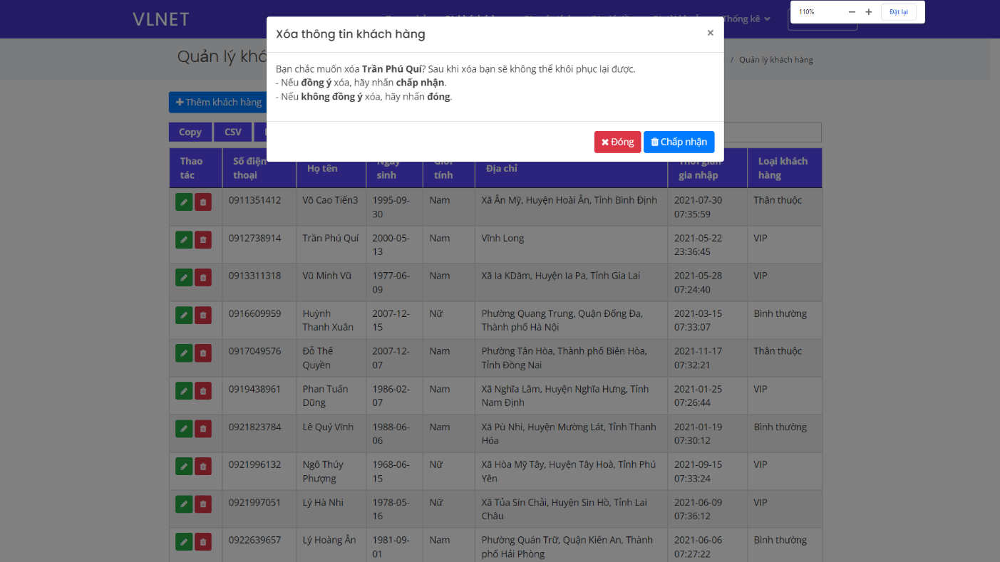 VLNET
Thống kê
110%
Đặt lại
Xóa thông tin khách hàng
×
Quản lý
/ Quản lý khách hàng
Bạn chắc muốn xóa Trần Phú Quí? Sau khi xóa bạn sẽ không thể khôi phục lại được.
- Nếu đồng ý xóa, hãy nhấn chấp nhận.
- Nếu không đồng ý xóa, hãy nhấn đóng.
Thêm khách hàng
Copy CSV
Đóng Chấp nhận
Thao tác
Số điện thoại
Họ tên
Ngày sinh
Giới tính
Địa chỉ
Thời gian gia nhập
Loại khách hàng
0911351412 Võ Cao Tiến3 1995-09-30 Nam Xã Ân Mỹ, Huyện Hoài Ân, Tỉnh Bình Định 2021-07-30 07:35:59 Thân thuộc
0912738914 Trần Phú Quí 2000-05-13 Nam Vĩnh Long 2021-05-22 23:36:45 VIP
0913311318 Vũ Minh Vũ 1977-06-09 Nam Xã Ia KDăm, Huyện Ia Pa, Tỉnh Gia Lai 2021-05-28 07:24:40 VIP
0916609959 Huỳnh Thanh Xuân 2007-12-15 Nữ Phường Quang Trung, Quận Đống Đa, Thành phố Hà Nội 2021-03-15 07:33:07 Bình thường
0917049576 Đỗ Thế Quyền 2007-12-07 Nam Phường Tân Hòa, Thành phố Biên Hòa, Tỉnh Đồng Nai 2021-11-17 07:32:21 Thân thuộc
0919438961 Phan Tuấn Dũng 1986-02-07 Nam Xã Nghĩa Lâm, Huyện Nghĩa Hưng, Tỉnh Nam Định 2021-01-25 07:26:44 VIP
0921823784 Lê Quý Vĩnh 1988-06-06 Nam Xã Pù Nhi, Huyện Mường Lát, Tỉnh Thanh Hóa 2021-01-19 07:30:12 Bình thường
0921996132 Ngô Thúy Phượng 1968-06-15 Nữ Xã Hòa Mỹ Tây, Huyện Tây Hoà, Tỉnh Phú Yên 2021-09-15 07:33:24 VIP
0921997051 Lý Hà Nhi 1978-05-16 Nữ Xã Tủa Sín Chải, Huyện Sìn Hồ, Tỉnh Lai Châu 2021-06-09 07:36:12 VIP
0922639657 Lý Hoàng Ân 1981-09-01 Nam Phường Quán Trữ, Quận Kiến An, Thành phố Hải Phòng 2021-06-06 07:27:22 Bình thường